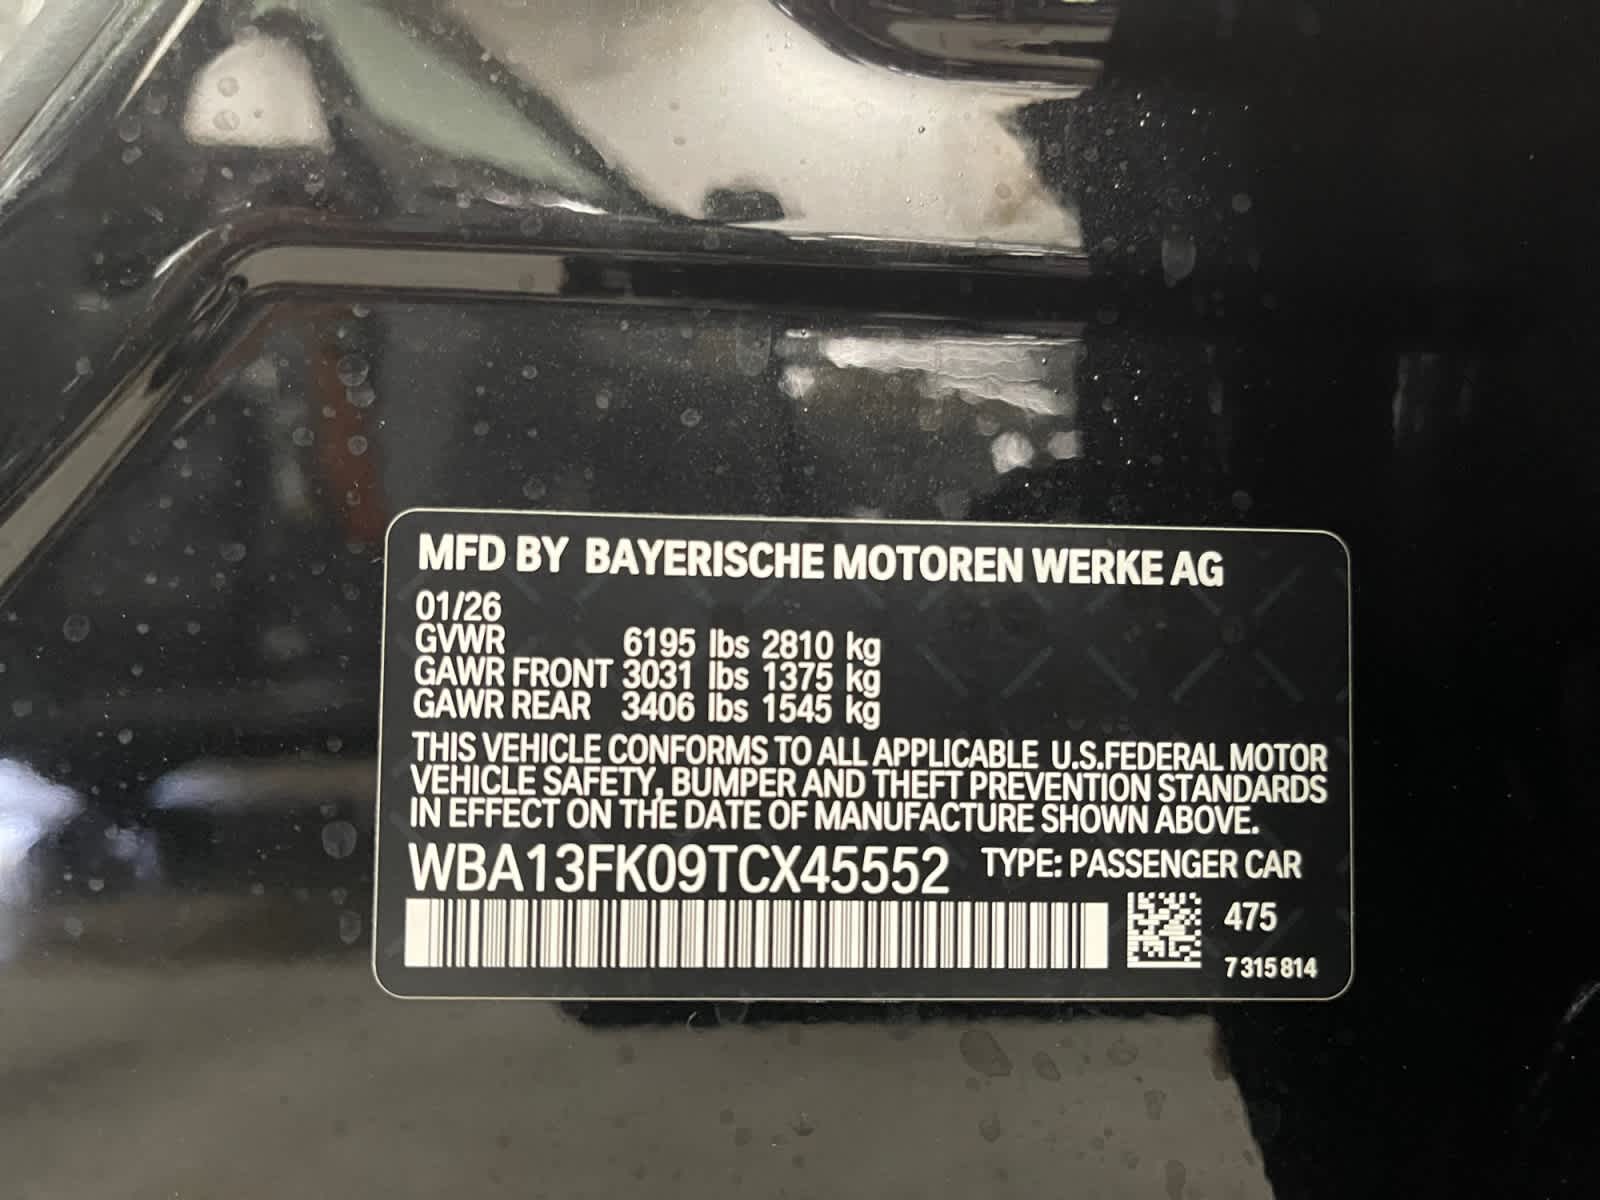 MFD BY BAYERISCHE MOTOREN WERKE AG
01/26
GVWR 6195 lbs 2810 kg
GAWR FRONT 3031 lbs 1375 kg
GAWR REAR 3406 lbs 1545 kg
THIS VEHICLE CONFORMS TO ALL APPLICABLE U.S.FEDERAL MOTOR
VEHICLE SAFETY, BUMPER AND THEFT PREVENTION STANDARDS
IN EFFECT ON THE DATE OF MANUFACTURE SHOWN ABOVE.
WBA13FK09TCX45552 TYPE: PASSENGER CAR
475
7 315 814